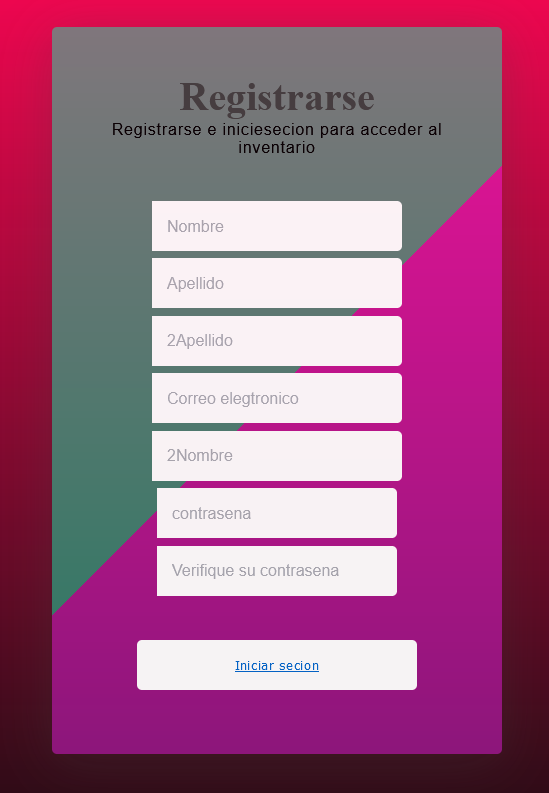 Registrarse
Registrarse e iniciesecion para acceder al
inventario
Nombre
Apellido
2Apellido
Correo elegtronico
2Nombre
contrasena
Verifique su contrasena
Iniciar secion